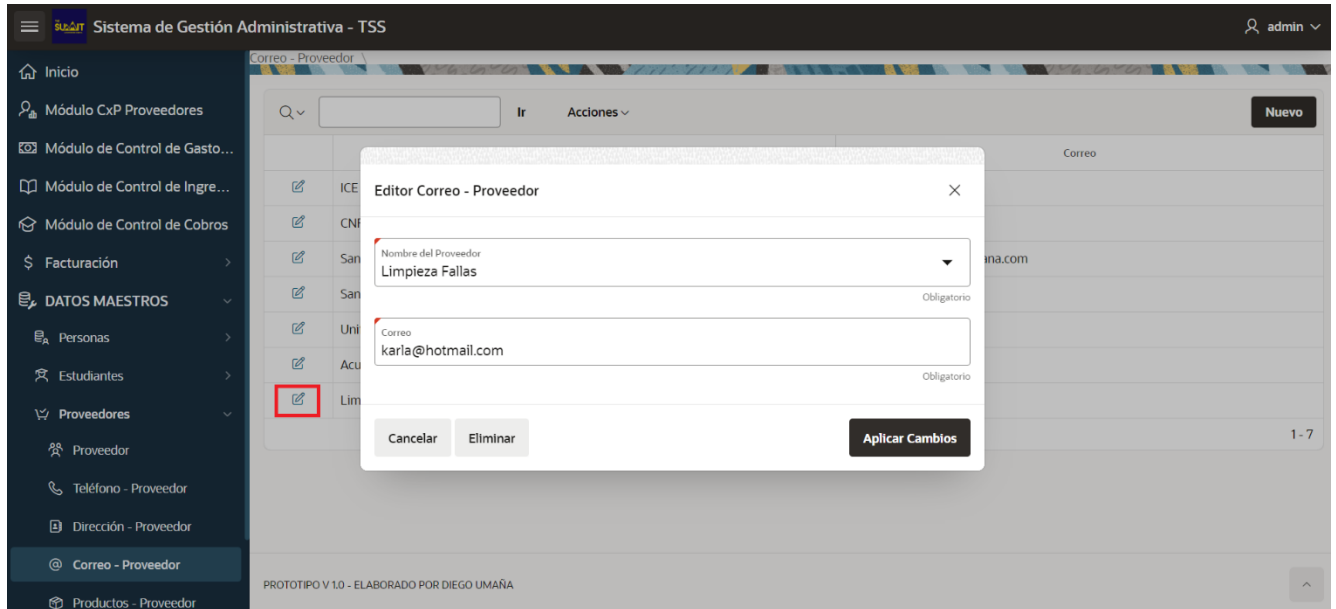 THE SUMMIT Sistema de Gestión Administrativa - TSS
admin
Inicio
Módulo CxP Proveedores
Módulo de Control de Gasto...
Módulo de Control de Ingre...
Módulo de Control de Cobros
$ Facturación
DATOS MAESTROS
Personas
Estudiantes
Proveedores
Proveedor
Teléfono - Proveedor
Dirección - Proveedor
@ Correo - Proveedor
Productos - Proveedor
Correo - Proveedor \
Ir Acciones
Nuevo
Correo
ICE
CNF
San
ana.com
San
Uni
Acu
Lim
1 - 7
Editor Correo - Proveedor
Nombre del Proveedor
Limpieza Fallas
Obligatorio
Correo
karla@hotmail.com
Obligatorio
Cancelar Eliminar Aplicar Cambios
PROTOTIPO V 1.0 - ELABORADO POR DIEGO UMAÑA